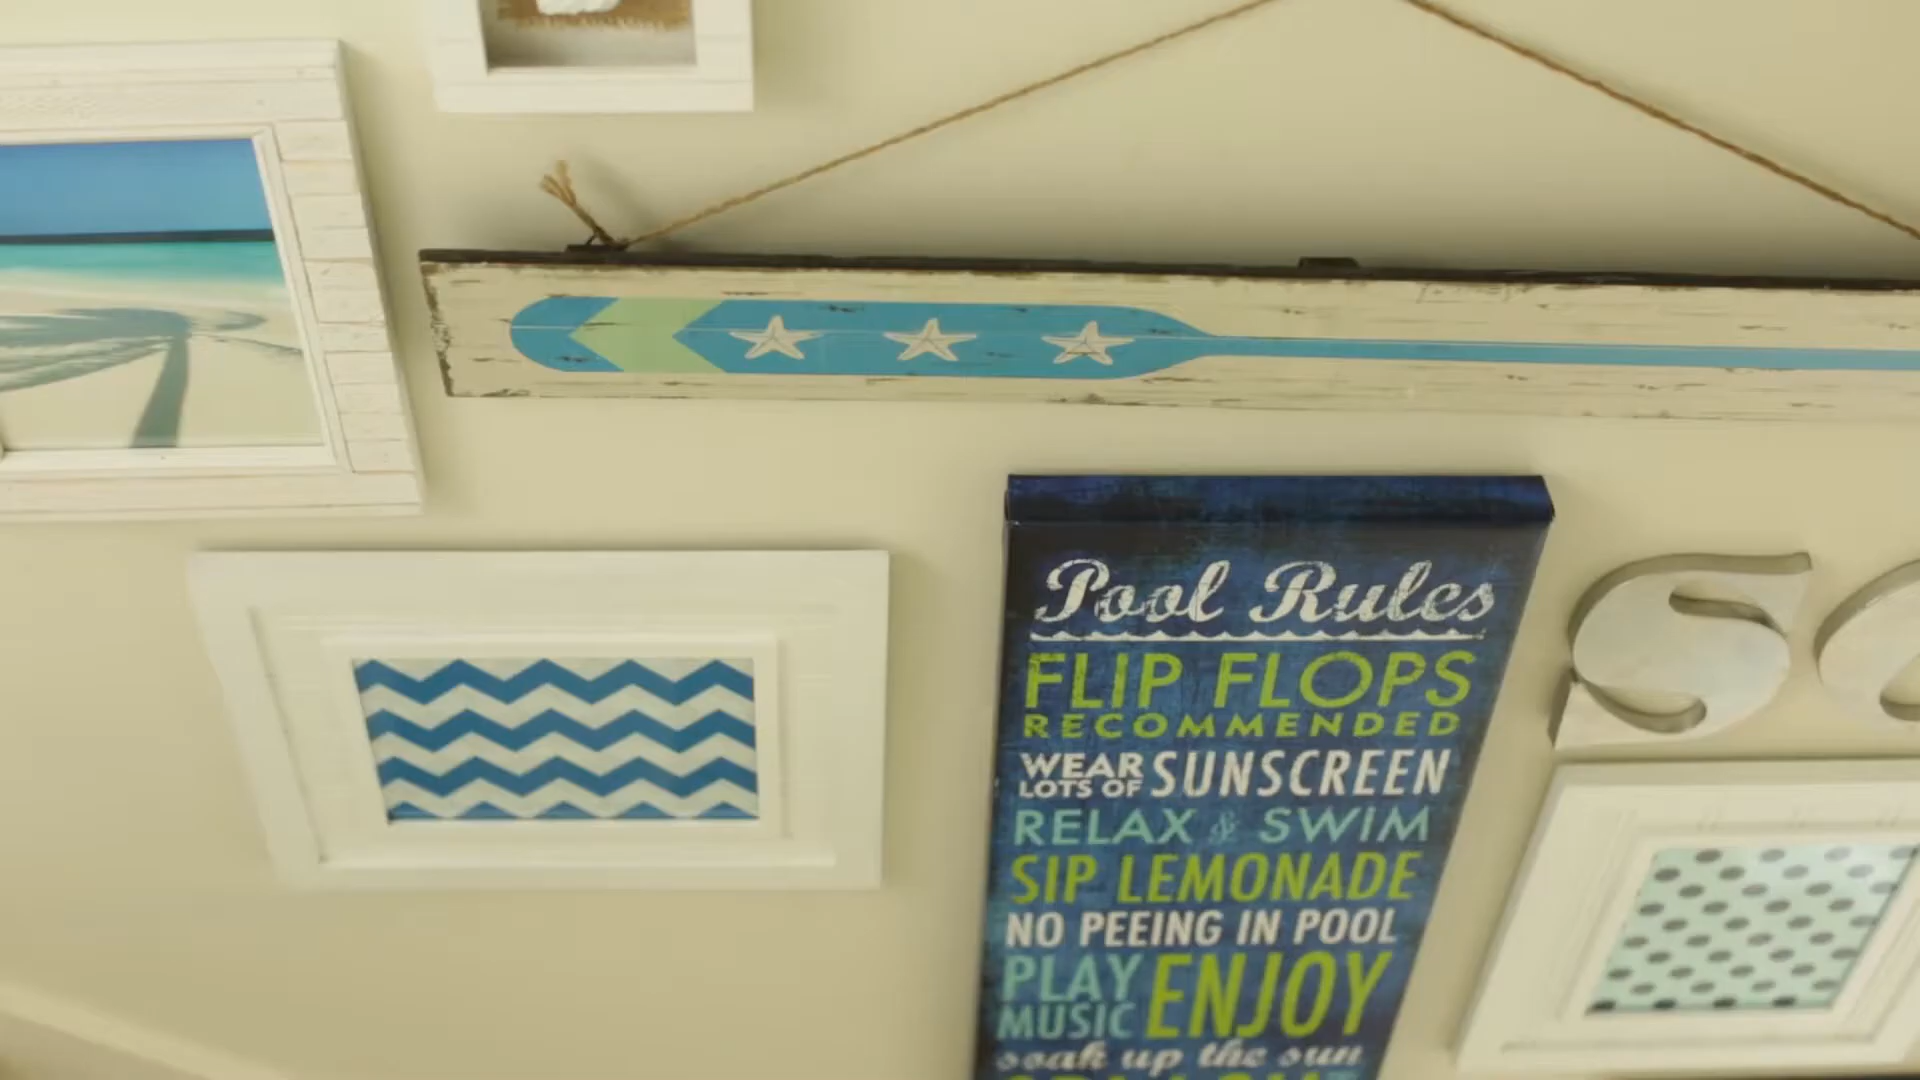 Pool Rules
FLIP FLOPS
RECOMMENDED
WEAR LOTS OF SUNSCREEN
RELAX & SWIM
SIP LEMONADE
NO PEEING IN POOL
PLAY MUSIC ENJOY
soak up the sun
S